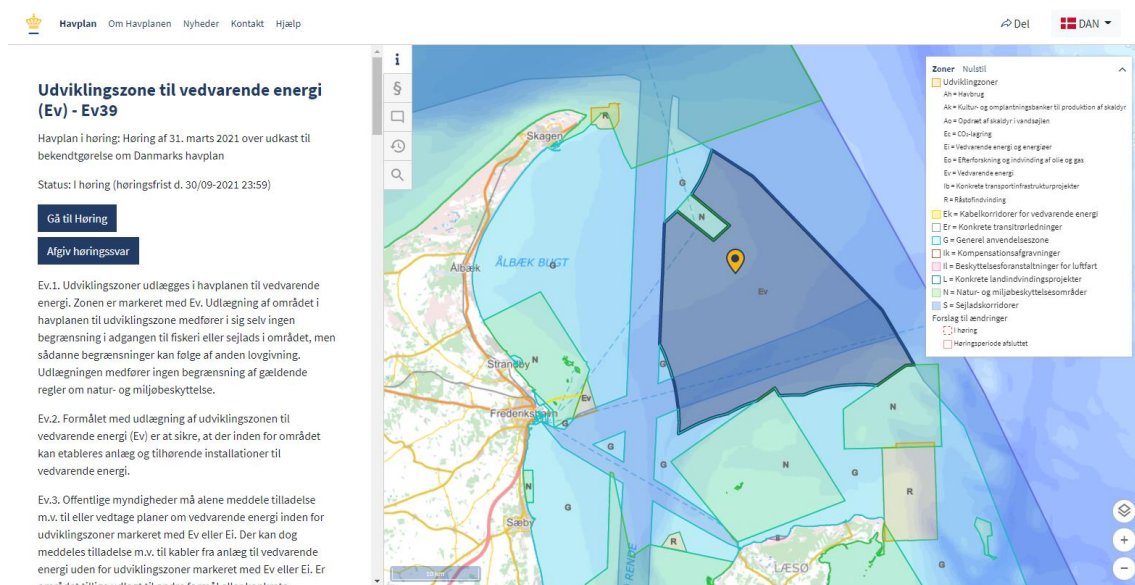 Havplan Om Havplanen Nyheder Kontakt Hjælp
Del
DAN
Udviklingszone til vedvarende energi
(Ev) - Ev39
Havplan i høring: Høring af 31. marts 2021 over udkast til
bekendtgørelse om Danmarks havplan
Status: I høring (høringsfrist d. 30/09-2021 23:59)
Gå til Høring
Afgiv høringssvar
Ev.1. Udviklingszoner udlægges i havplanen til vedvarende
energi. Zonen er markeret med Ev. Udlægning af området i
havplanen til udviklingszone medfører i sig selv ingen
begrænsning i adgangen til fiskeri eller sejlads i området, men
sådanne begrænsninger kan følge af anden lovgivning.
Udlægningen medfører ingen begrænsning af gældende
regler om natur- og miljøbeskyttelse.
Ev.2. Formålet med udlægning af udviklingszonen til
vedvarende energi (Ev) er at sikre, at der inden for området
kan etableres anlæg og tilhørende installationer til
vedvarende energi.
Ev.3. Offentlige myndigheder må alene meddele tilladelse
m.v. til eller vedtage planer om vedvarende energi inden for
udviklingszoner markeret med Ev eller Ei. Der kan dog
meddeles tilladelse m.v. til kabler fra anlæg til vedvarende
energi uden for udviklingszoner markeret med Ev eller Ei. Er
i
§
R
Skagen
G
N
Ålbæk
ÅLBÆK BUGT
G
Ev
Strandby
N
G
Ev
Frederikshavn
G
N
G
G
N
G
R
N
G
Sæby
R
RENDE
LÆSØ
G
10 km
Zoner Nulstil
Udviklingzoner
Ah = Havbrug
Ak = Kultur- og omplantningsbanker til produktion af skaldyr
Ao = Opdræt af skaldyr i vandsøjlen
Ec = CO₂-lagring
Ei = Vedvarende energi og energiøer
Eo = Efterforskning og indvinding af olie og gas
Ev = Vedvarende energi
Ib = Konkrete transportinfrastrukturprojekter
R = Råstofindvinding
Ek = Kabelkorridorer for vedvarende energi
Er = Konkrete transitrørledninger
G = Generel anvendelseszone
Ik = Kompensationsafgravninger
Il = Beskyttelsesforanstaltninger for luftfart
L = Konkrete landindvindingsprojekter
N = Natur- og miljøbeskyttelsesområder
S = Sejladskorridorer
Forslag til ændringer
I høring
Høringsperiode afsluttet